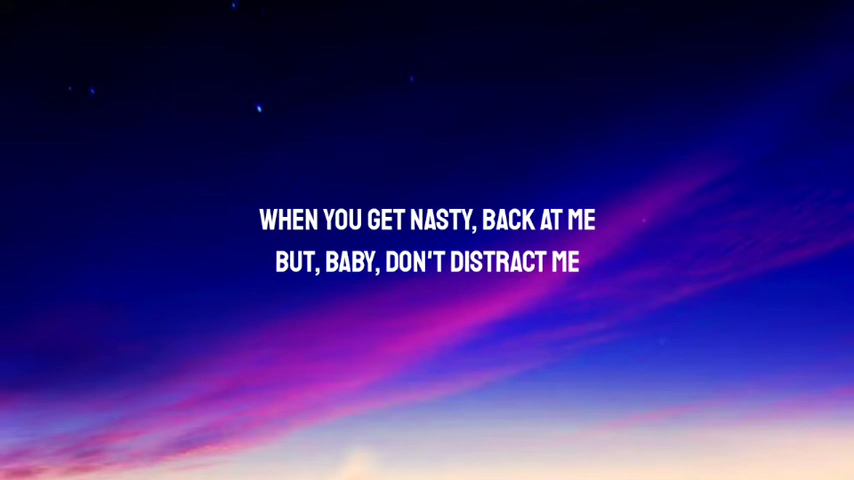 WHEN YOU GET NASTY, BACK AT ME
BUT, BABY, DON'T DISTRACT ME